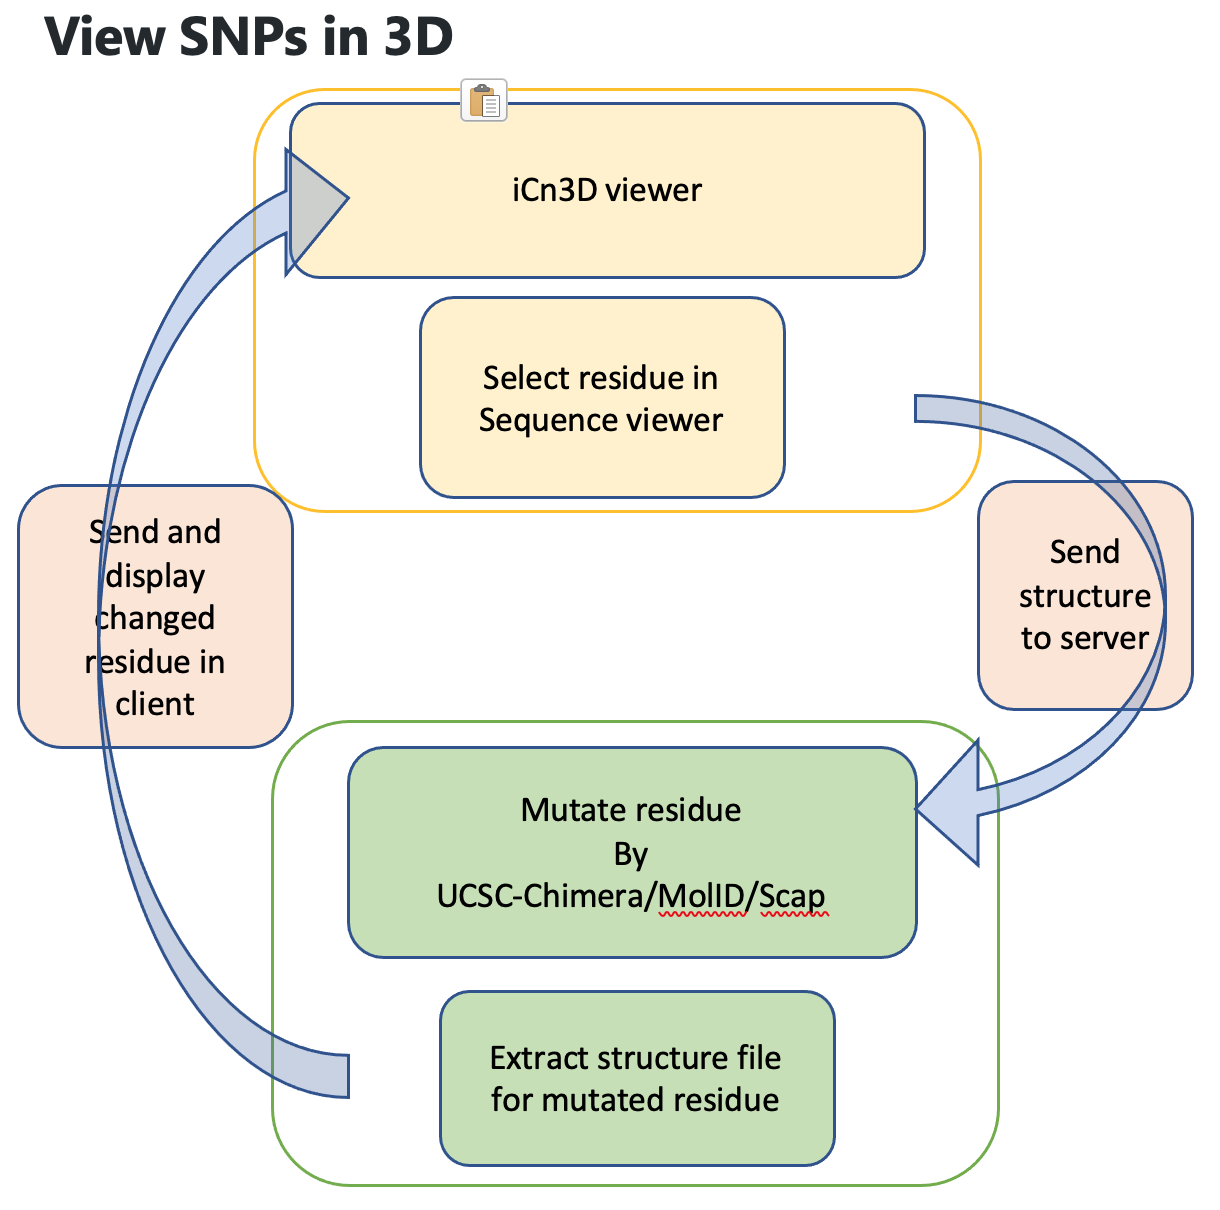 View SNPs in 3D
iCn3D viewer
Select residue in
Sequence viewer
Send and
display
changed
residue in
client
Send
structure
to server
Mutate residue
By
UCSC-Chimera/MolID/Scap
Extract structure file
for mutated residue